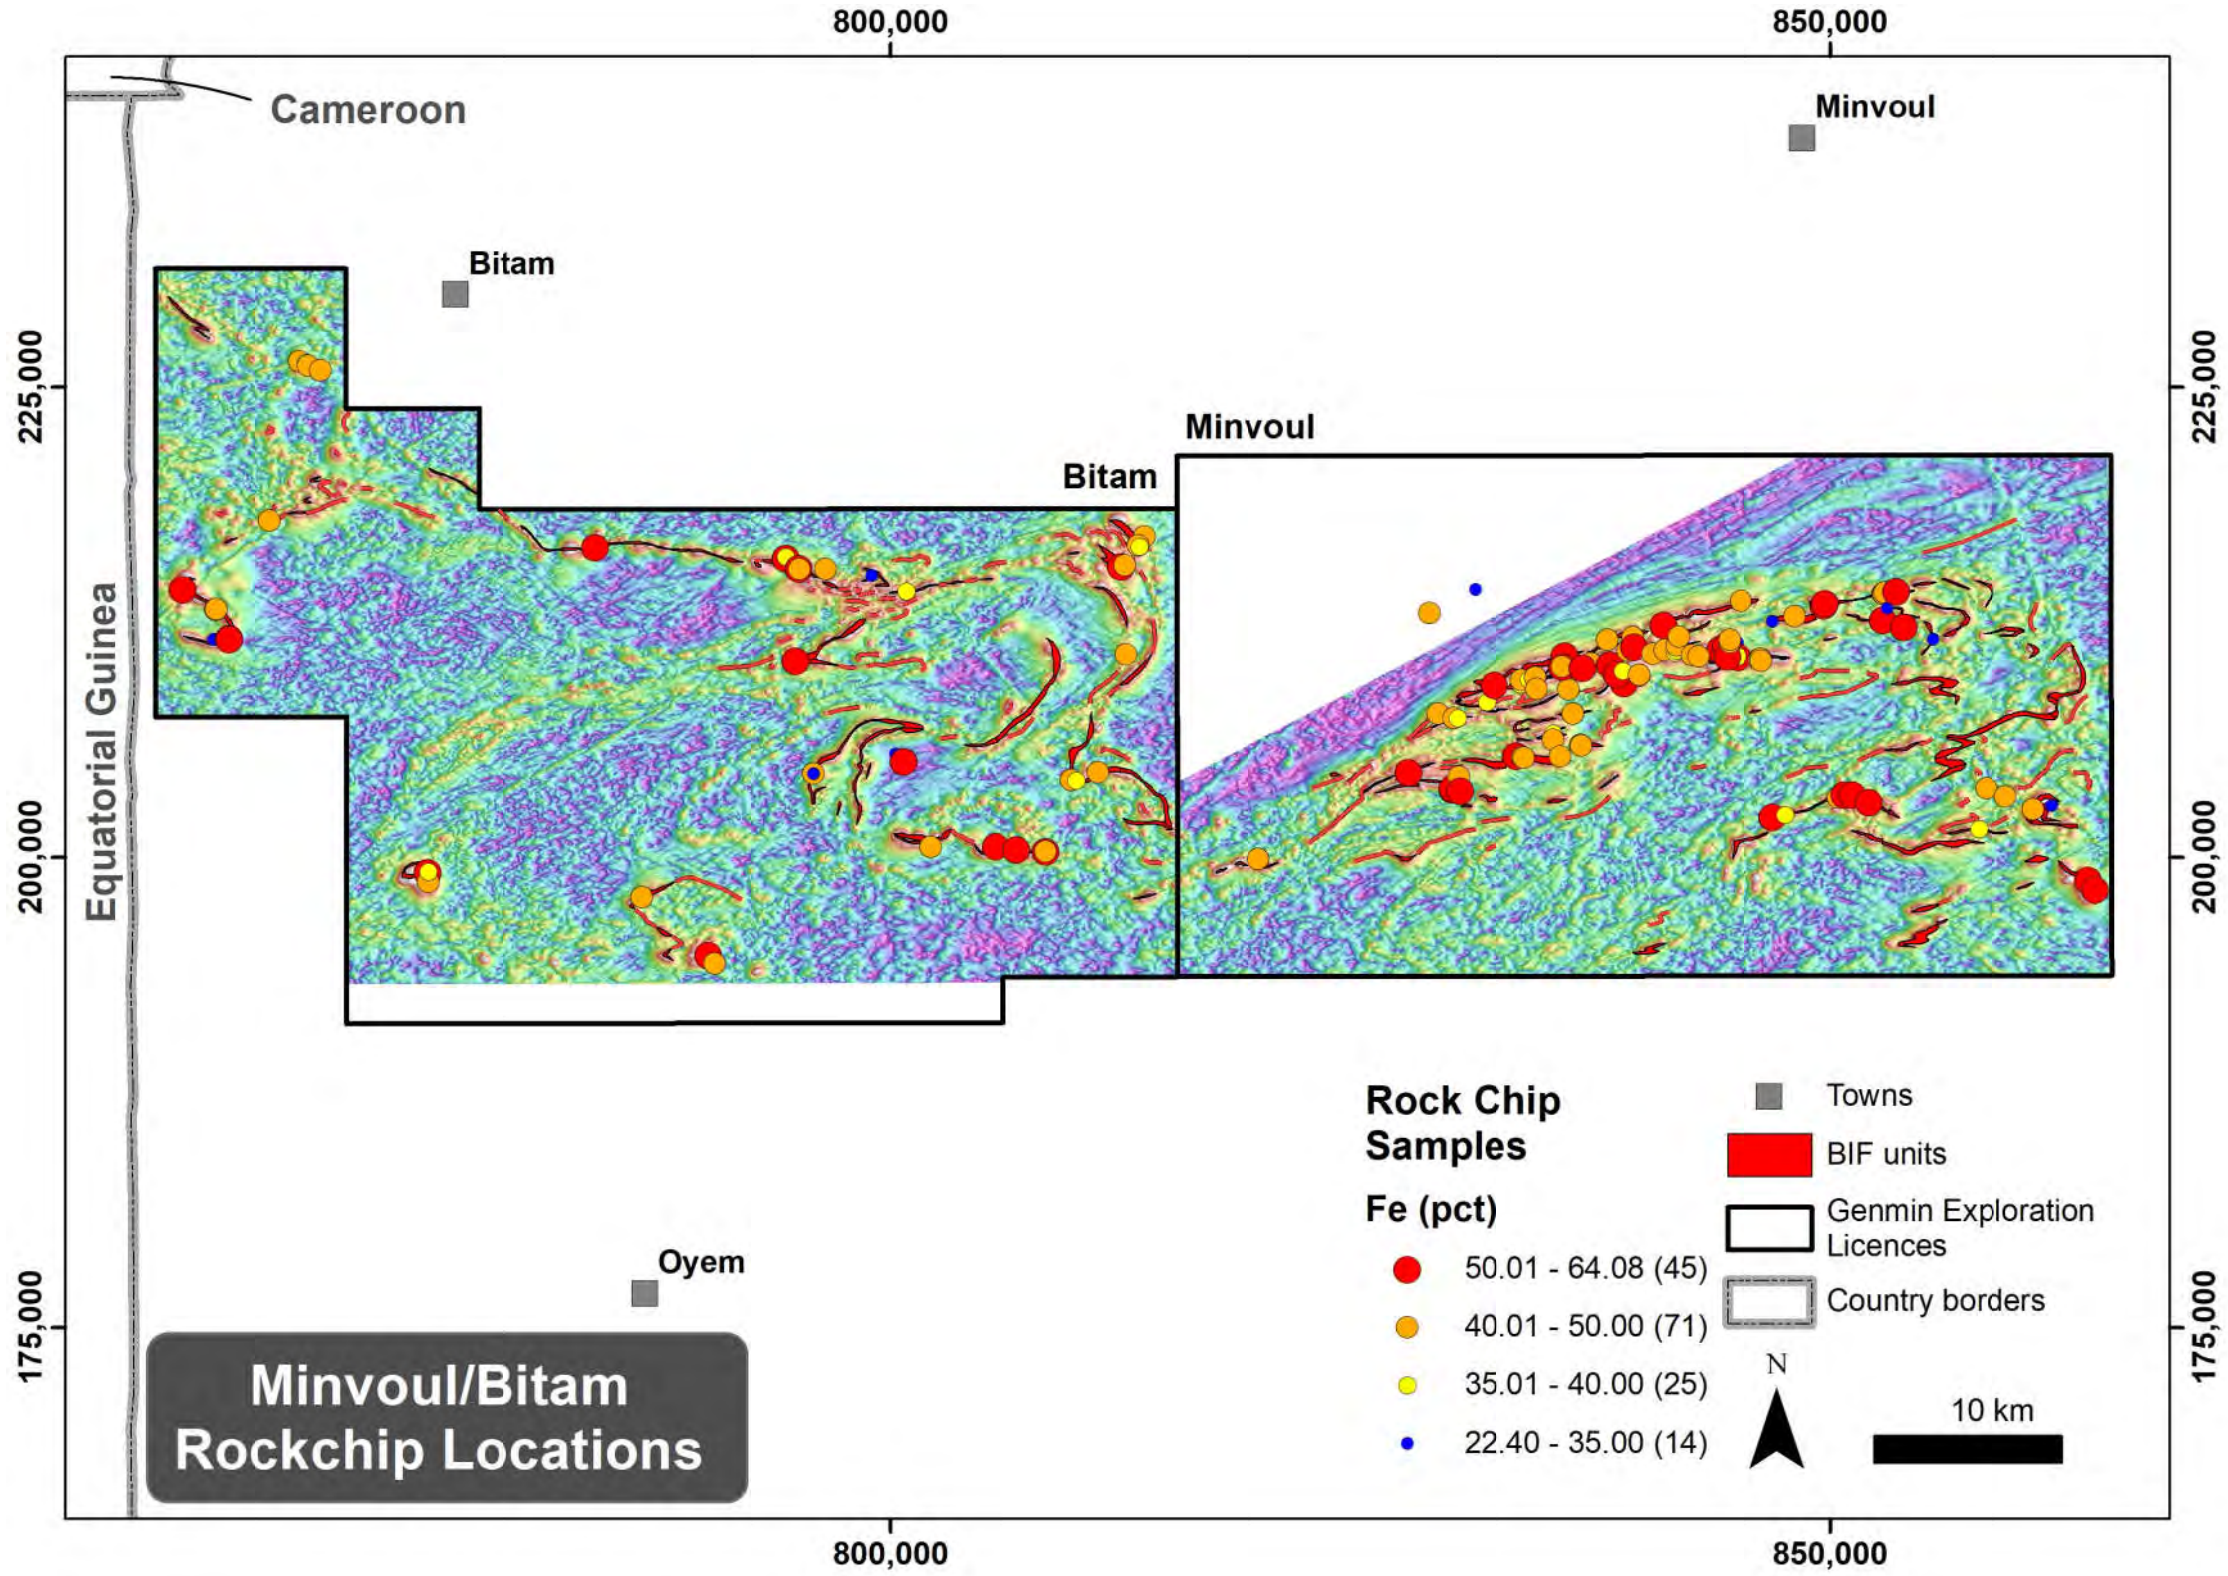 800,000
850,000
Cameroon
Minvoul
Bitam
225,000
225,000
Minvoul
Bitam
Equatorial Guinea
200,000
200,000
Oyem
175,000
175,000
Minvoul/Bitam
Rockchip Locations
Rock Chip
Samples
Fe (pct)
50.01 - 64.08 (45)
40.01 - 50.00 (71)
35.01 - 40.00 (25)
22.40 - 35.00 (14)
Towns
BIF units
Genmin Exploration
Licences
Country borders
N
10 km
800,000
850,000